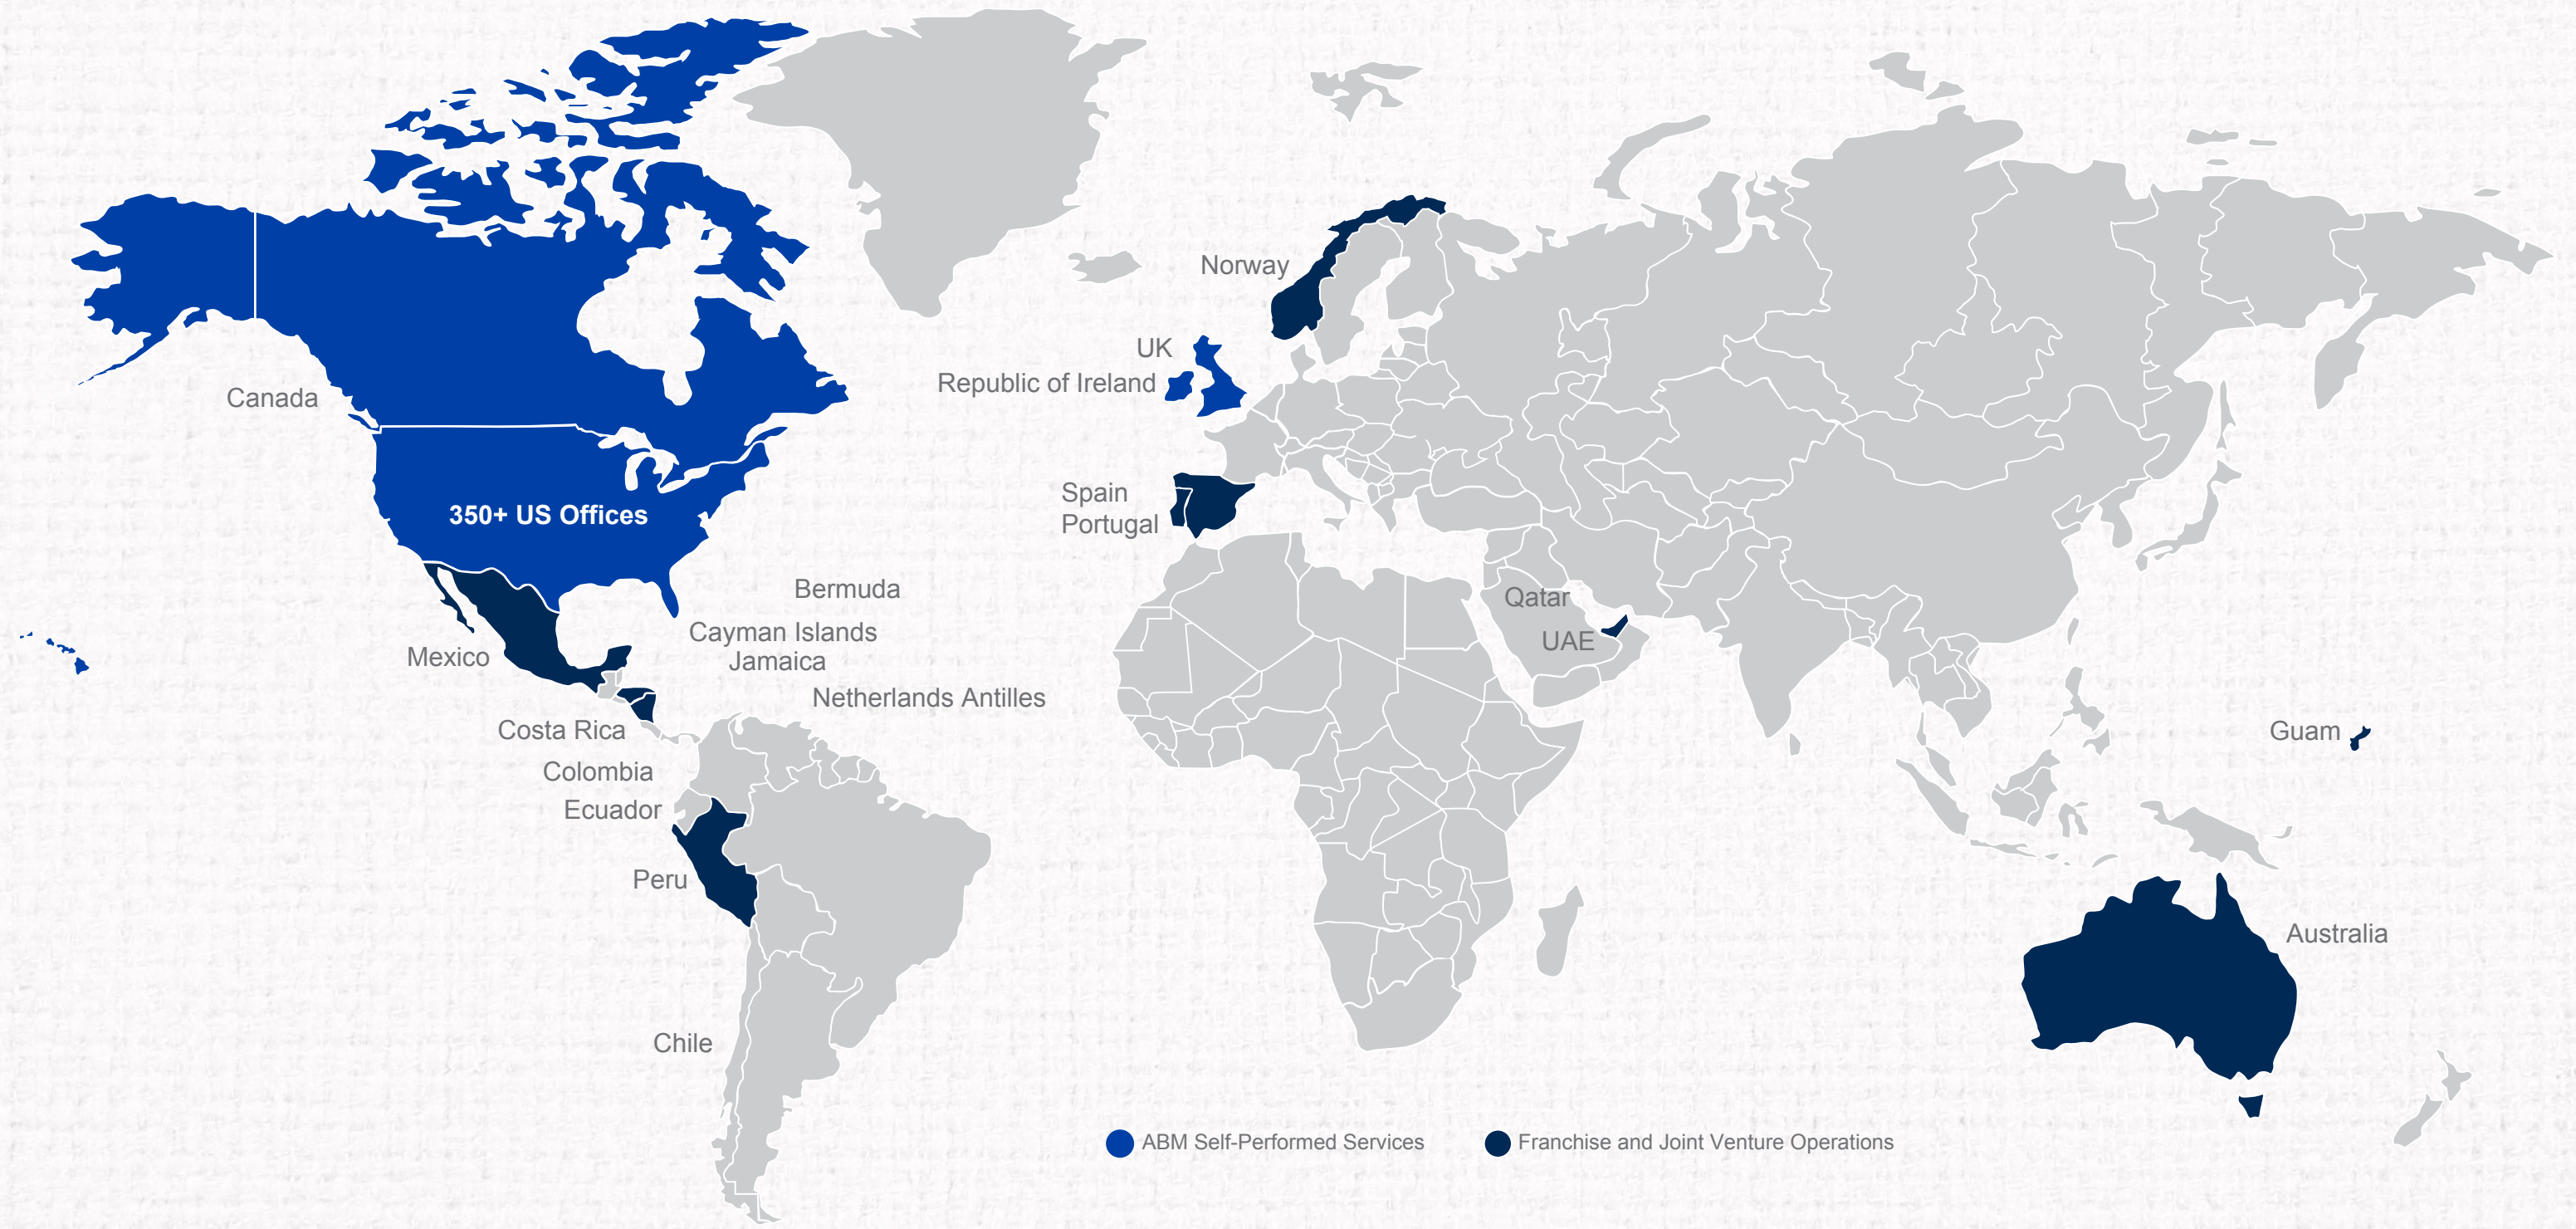 Norway
UK
Republic of Ireland
Canada
Spain
Portugal
350+ US Offices
Bermuda
Qatar
Cayman Islands
UAE
Mexico
Jamaica
Netherlands Antilles
Costa Rica
Guam
Colombia
Ecuador
Peru
Australia
Chile
ABM Self-Performed Services
Franchise and Joint Venture Operations